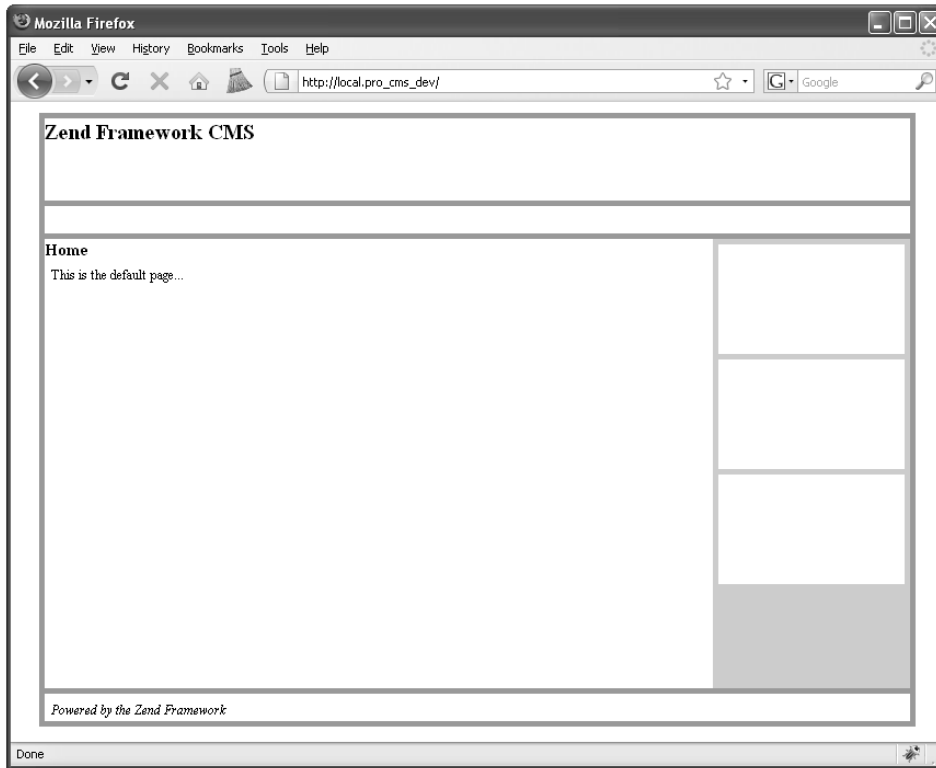 Mozilla Firefox
File Edit View History Bookmarks Tools Help
http://local.pro_cms_dev/ G Google
Zend Framework CMS
Home
This is the default page...
Powered by the Zend Framework
Done